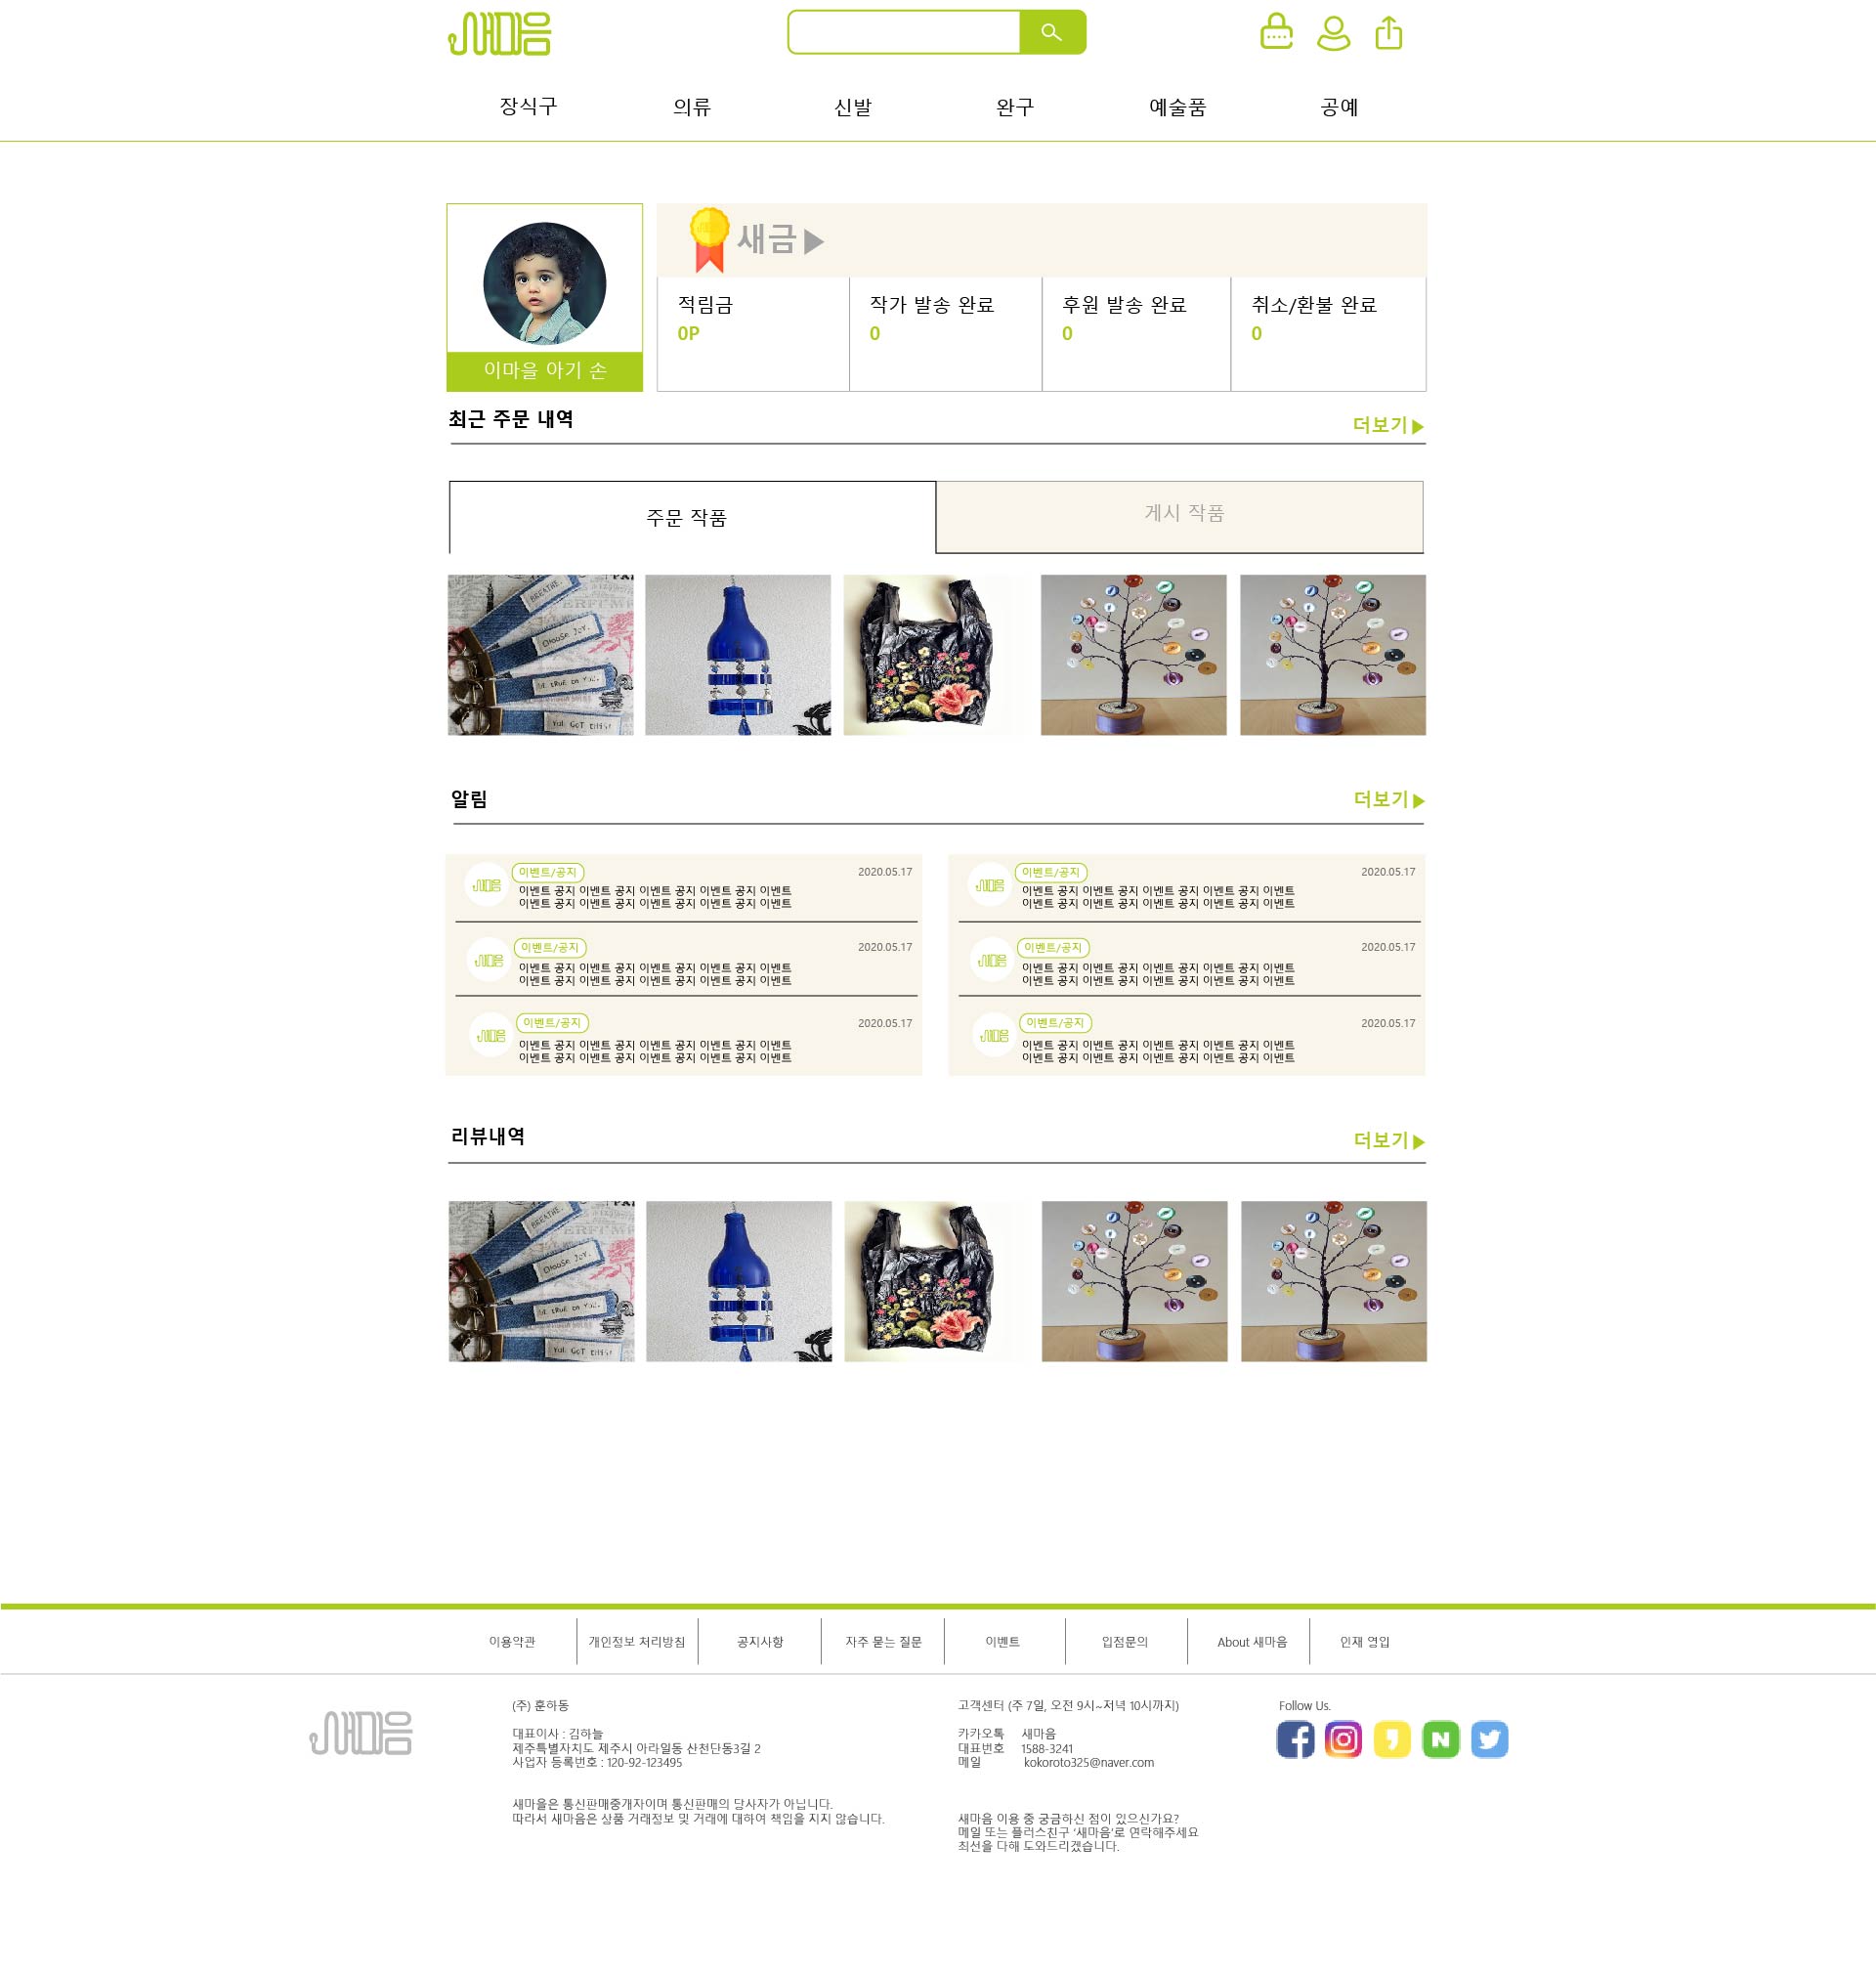 새마음
장식구
의류
신발
완구
예술품
공예
새금▶
적립금
0P
작가 발송 완료
0
후원 발송 완료
0
취소/환불 완료
0
이마을 아기 손
최근 주문 내역
더보기▶
주문 작품
게시 작품
BREATHE.
CHOOSE JOY.
BE TRUE to YOU.
YOU GOT THIS!
알림
더보기▶
이벤트/공지
2020.05.17
이벤트 공지 이벤트 공지 이벤트 공지 이벤트 공지 이벤트
이벤트 공지 이벤트 공지 이벤트 공지 이벤트 공지 이벤트
이벤트/공지
2020.05.17
이벤트 공지 이벤트 공지 이벤트 공지 이벤트 공지 이벤트
이벤트 공지 이벤트 공지 이벤트 공지 이벤트 공지 이벤트
이벤트/공지
2020.05.17
이벤트 공지 이벤트 공지 이벤트 공지 이벤트 공지 이벤트
이벤트 공지 이벤트 공지 이벤트 공지 이벤트 공지 이벤트
이벤트/공지
2020.05.17
이벤트 공지 이벤트 공지 이벤트 공지 이벤트 공지 이벤트
이벤트 공지 이벤트 공지 이벤트 공지 이벤트 공지 이벤트
이벤트/공지
2020.05.17
이벤트 공지 이벤트 공지 이벤트 공지 이벤트 공지 이벤트
이벤트 공지 이벤트 공지 이벤트 공지 이벤트 공지 이벤트
이벤트/공지
2020.05.17
이벤트 공지 이벤트 공지 이벤트 공지 이벤트 공지 이벤트
이벤트 공지 이벤트 공지 이벤트 공지 이벤트 공지 이벤트
리뷰내역
더보기▶
BREATHE.
CHOOSE JOY.
BE TRUE to YOU.
YOU GOT THIS!
이용약관
개인정보 처리방침
공지사항
자주 묻는 질문
이벤트
입점문의
About 새마음
인재 영입
새마음
(주) 훈하동
대표이사 : 김하늘
제주특별자치도 제주시 아라일동 산천단동3길 2
사업자 등록번호 : 120-92-123495
새마을은 통신판매중개자이며 통신판매의 당사자가 아닙니다.
따라서 새마음은 상품 거래정보 및 거래에 대하여 책임을 지지 않습니다.
고객센터 (주 7일, 오전 9시~저녁 10시까지)
카카오톡 새마음
대표번호 1588-3241
메일 kokoroto325@naver.com
새마음 이용 중 궁금하신 점이 있으신가요?
메일 또는 플러스친구 ‘새마음’로 연락해주세요
최선을 다해 도와드리겠습니다.
Follow Us.